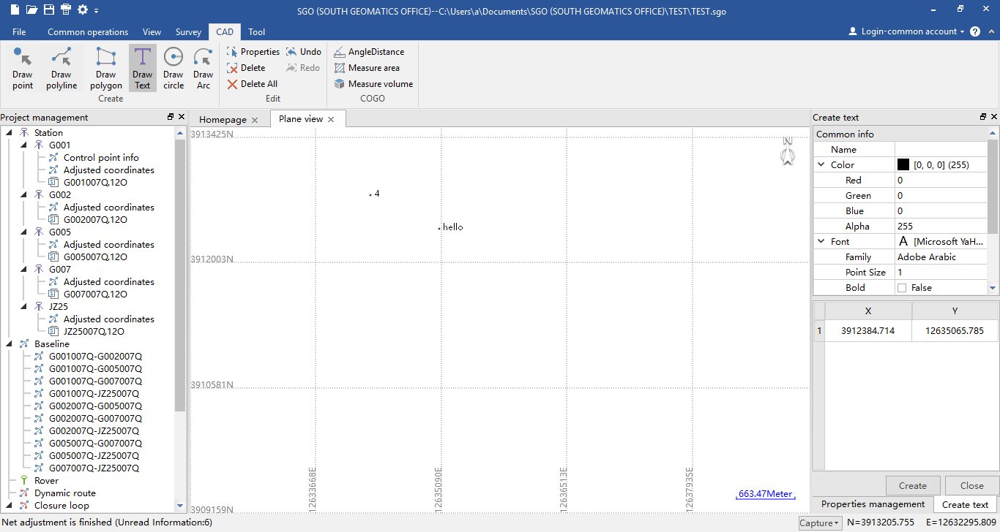 SGO (SOUTH GEOMATICS OFFICE)--C:\Users\a\Documents\SGO (SOUTH GEOMATICS OFFICE)\TEST\TEST.sgo
File Common operations View Survey CAD Tool Login-common account
Draw point
Draw polyline
Draw polygon
Draw Text
Draw circle
Draw Arc
Create
Properties Undo
Delete Redo
Delete All
Edit
AngleDistance
Measure area
Measure volume
COGO
Project management
Station
G001
Control point info
Adjusted coordinates
G001007Q.12O
G002
Adjusted coordinates
G002007Q.12O
G005
Adjusted coordinates
G005007Q.12O
G007
Adjusted coordinates
G007007Q.12O
JZ25
Adjusted coordinates
JZ25007Q.12O
Baseline
G001007Q-G002007Q
G001007Q-G005007Q
G001007Q-G007007Q
G001007Q-JZ25007Q
G002007Q-G005007Q
G002007Q-G007007Q
G002007Q-JZ25007Q
G005007Q-G007007Q
G005007Q-JZ25007Q
G007007Q-JZ25007Q
Rover
Dynamic route
Closure loop
Homepage Plane view
3913425N
N
4
hello
3912003N
3910581N
3909159N
12633668E
12635090E
12636513E
12637935E
663.47Meter
Create text
Common info
Name
Color [0, 0, 0] (255)
Red 0
Green 0
Blue 0
Alpha 255
Font A [Microsoft YaH...
Family Adobe Arabic
Point Size 1
Bold False
X Y
1 3912384.714 12635065.785
Create Close
Properties management Create text
Net adjustment is finished (Unread Information:6)
Capture N=3913205.755 E=12632295.809